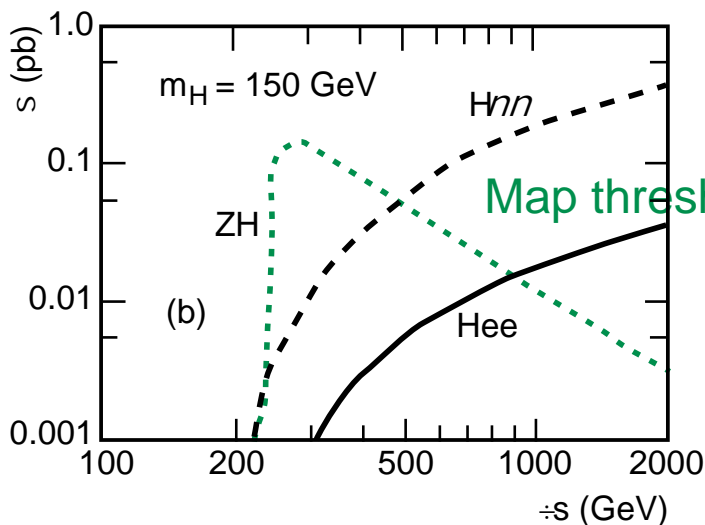 1.0
s (pb)
m_H = 150 GeV
Hnn
0.1
Map thresl
ZH
0.01
(b)
Hee
0.001
100 200 500 1000 2000
÷s (GeV)